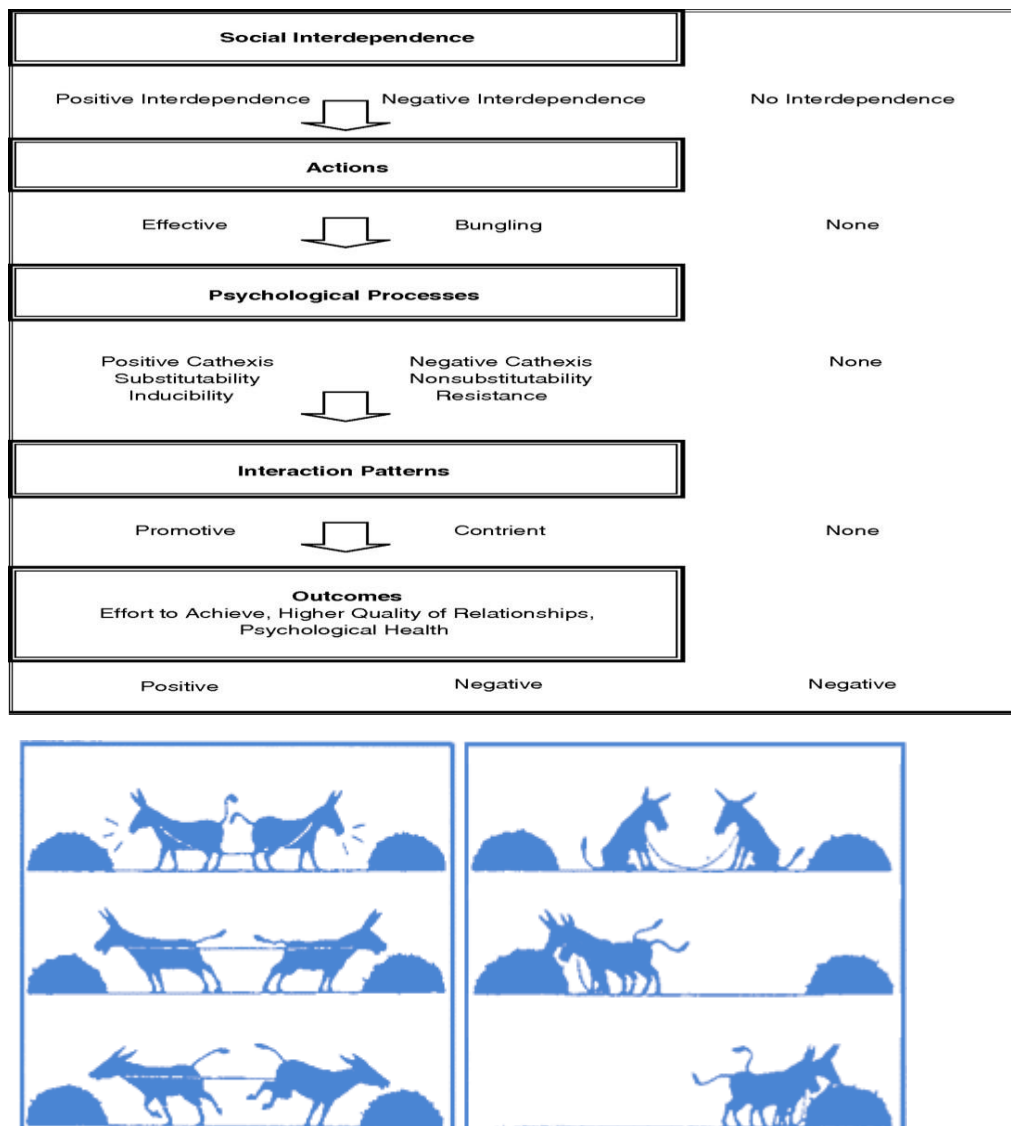 Social Interdependence
Positive Interdependence Negative Interdependence No Interdependence
Actions
Effective Bungling None
Psychological Processes
Positive Cathexis Negative Cathexis None
Substitutability Nonsubstitutability
Inducibility Resistance
Interaction Patterns
Promotive Contrient None
Outcomes
Effort to Achieve, Higher Quality of Relationships,
Psychological Health
Positive Negative Negative